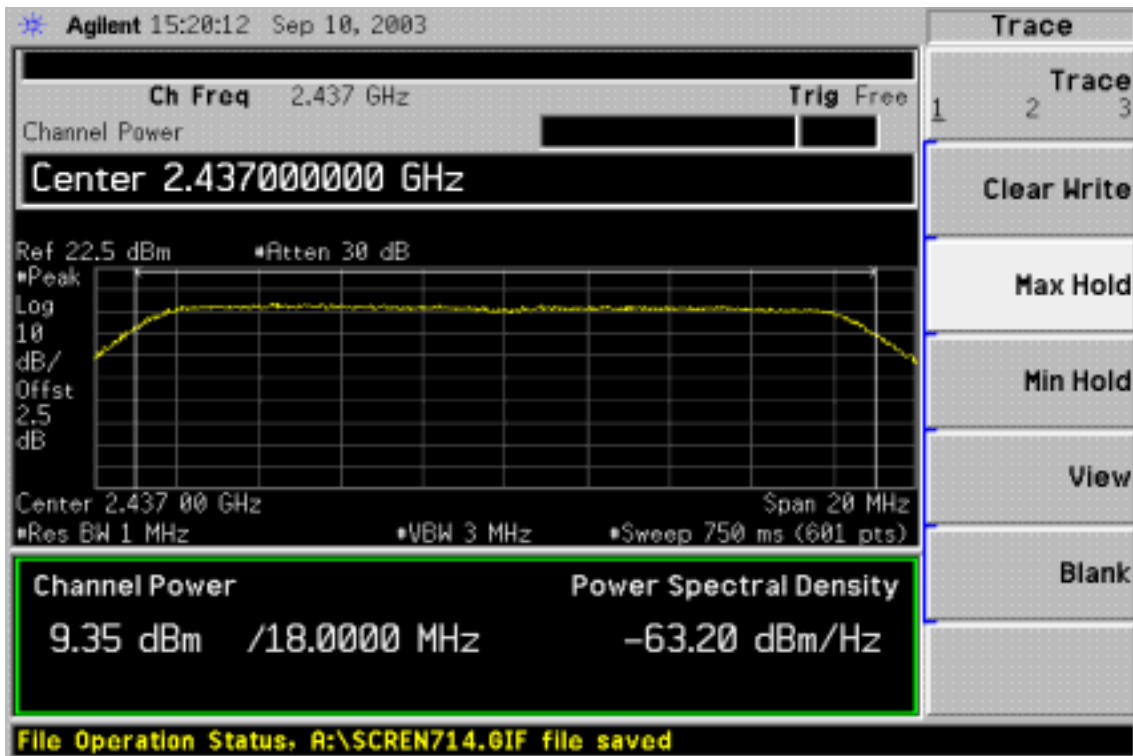 Agilent 15:20:12 Sep 10, 2003
Ch Freq 2.437 GHz Trig Free
Channel Power
Center 2.437000000 GHz
Ref 22.5 dBm #Atten 30 dB
#Peak
Log
10
dB/
Offst
2.5
dB
Center 2.437 00 GHz Span 20 MHz
#Res BW 1 MHz #VBW 3 MHz #Sweep 750 ms (601 pts)
Channel Power Power Spectral Density
9.35 dBm /18.0000 MHz -63.20 dBm/Hz
File Operation Status, A:\SCREN714.GIF file saved
Trace
Trace
1 2 3
Clear Write
Max Hold
Min Hold
View
Blank